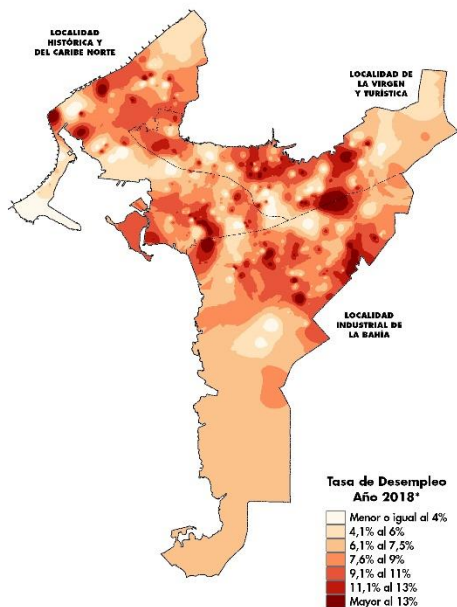 LOCALIDAD
HISTÓRICA Y
DEL CARIBE NORTE
LOCALIDAD DE
LA VIRGEN
Y TURÍSTICA
LOCALIDAD
INDUSTRIAL DE
LA BAHÍA
Tasa de Desempleo
Año 2018*
Menor o igual al 4%
4,1% al 6%
6,1% al 7,5%
7,6% al 9%
9,1% al 11%
11,1% al 13%
Mayor al 13%